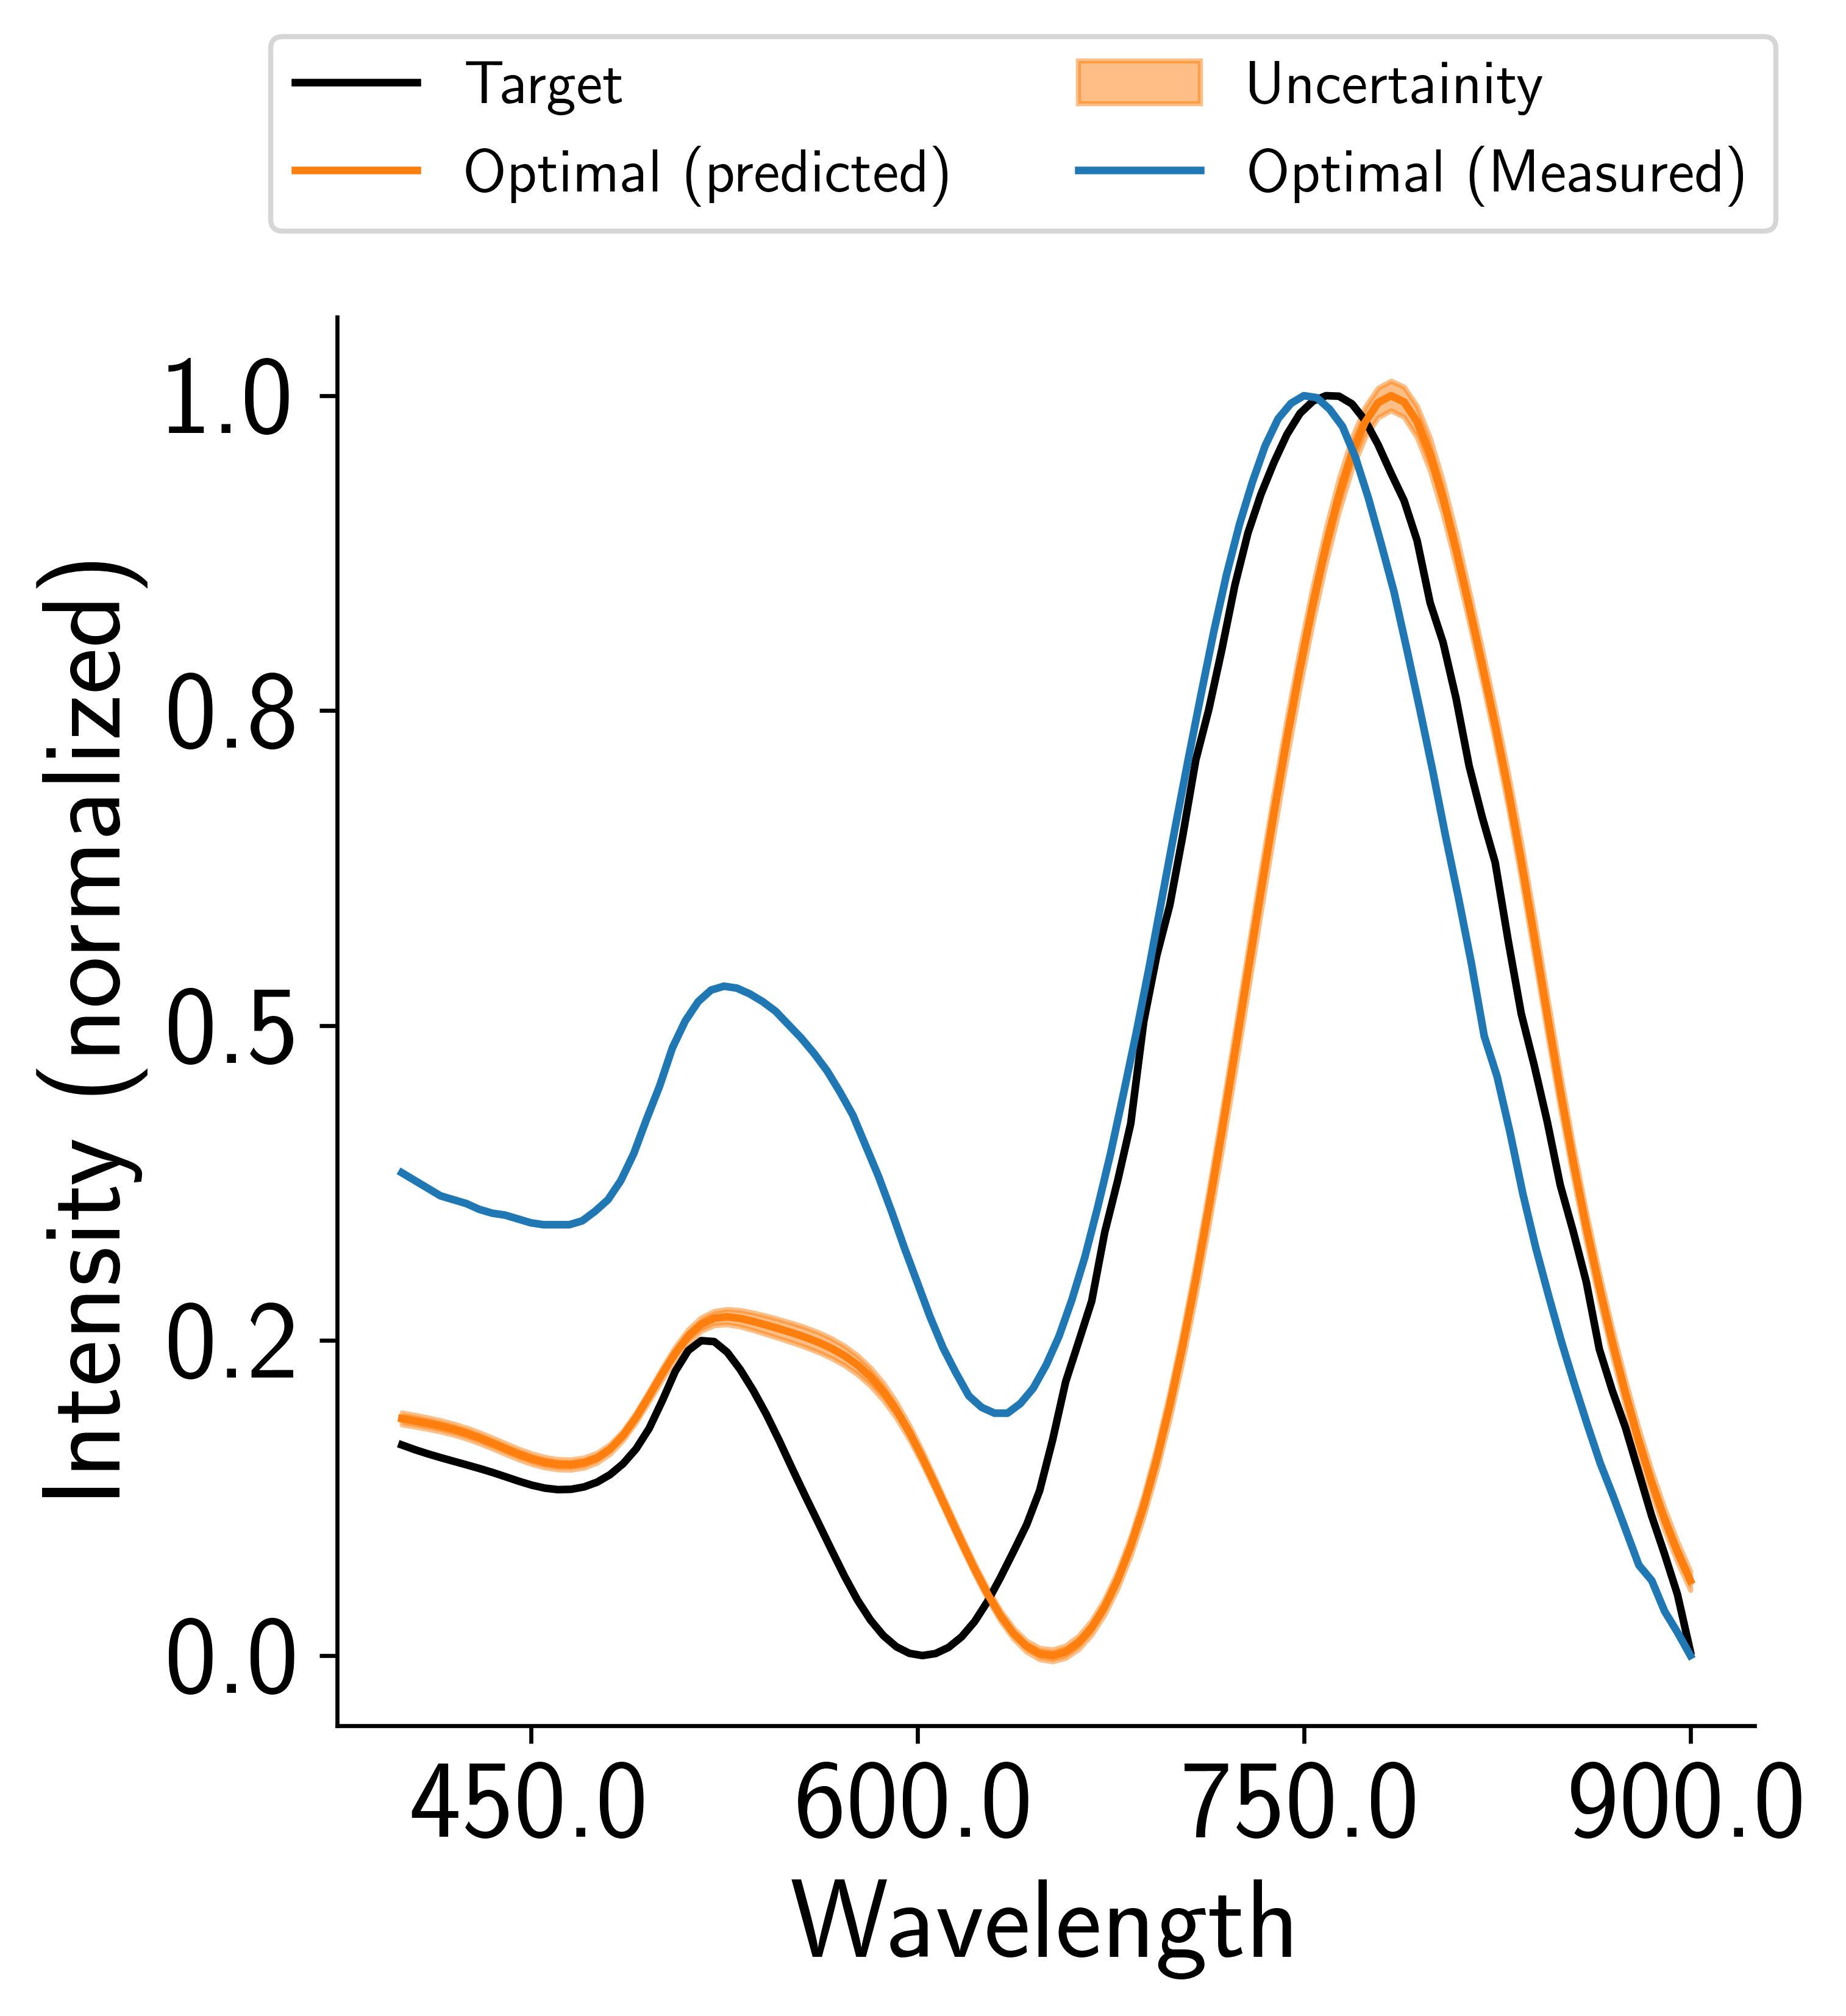 Target
Optimal (predicted)
Uncertainity
Optimal (Measured)
Intensity (normalized)
1.0
0.8
0.5
0.2
0.0
450.0 600.0 750.0 900.0
Wavelength